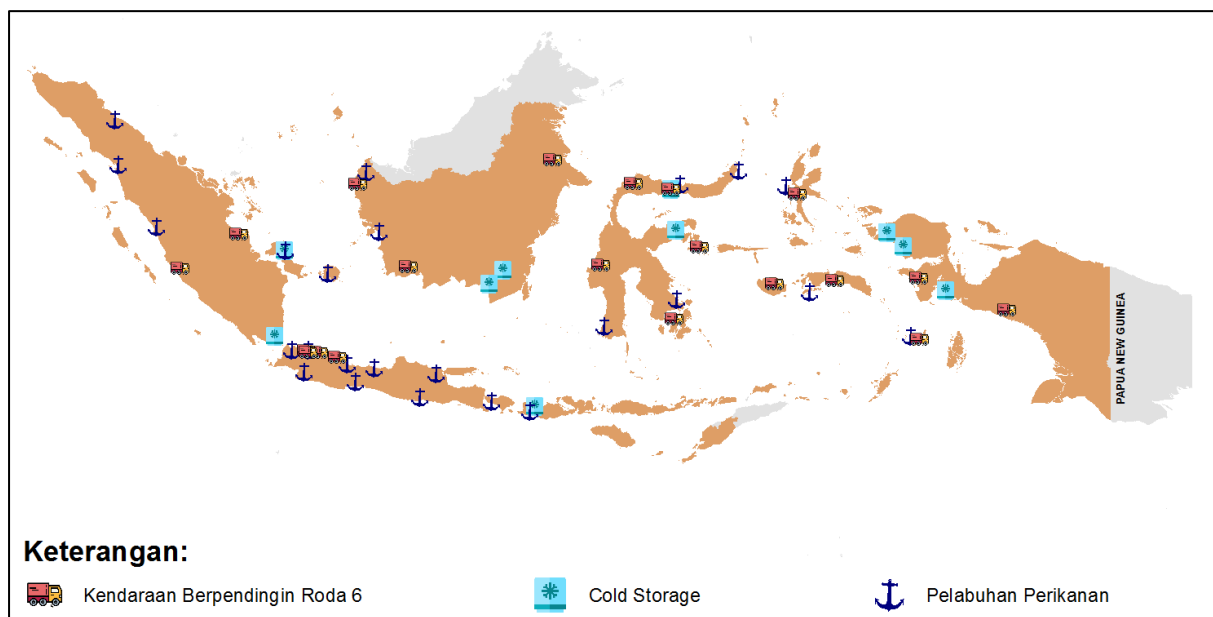 PAPUA NEW GUINEA
Keterangan:
Kendaraan Berpendingin Roda 6
Cold Storage
Pelabuhan Perikanan